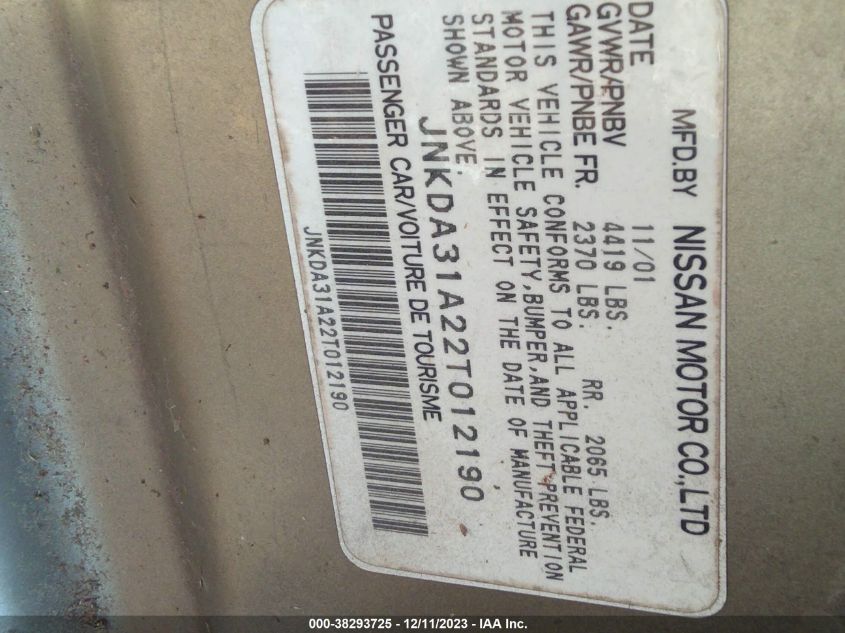 MFD.BY NISSAN MOTOR CO.,LTD
DATE 11/01
GVWR/PNBV 4419 LBS.
GAWR/PNBE FR. 2370 LBS. RR. 2065 LBS.
THIS VEHICLE CONFORMS TO ALL APPLICABLE FEDERAL
MOTOR VEHICLE SAFETY,BUMPER,AND THEFT PREVENTION
STANDARDS IN EFFECT ON THE DATE OF MANUFACTURE
SHOWN ABOVE.
JNKDA31A22T012190
PASSENGER CAR/VOITURE DE TOURISME
JNKDA31A22T012190
000-38293725 - 12/11/2023 - IAA Inc.